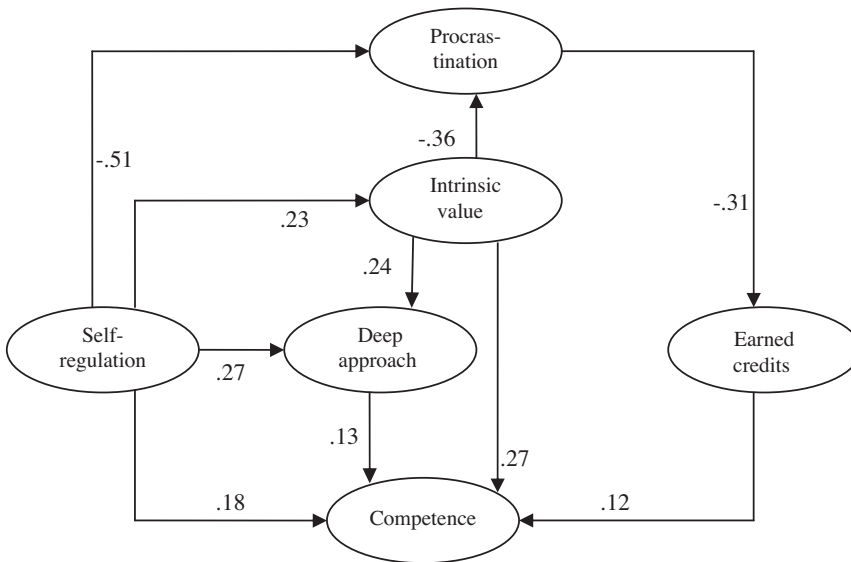 Procras-
tination
-.51
-.36
Intrinsic
value
-.31
.23
.24
Self-
regulation
Deep
approach
Earned
credits
.27
.13
.27
.18
Competence
.12